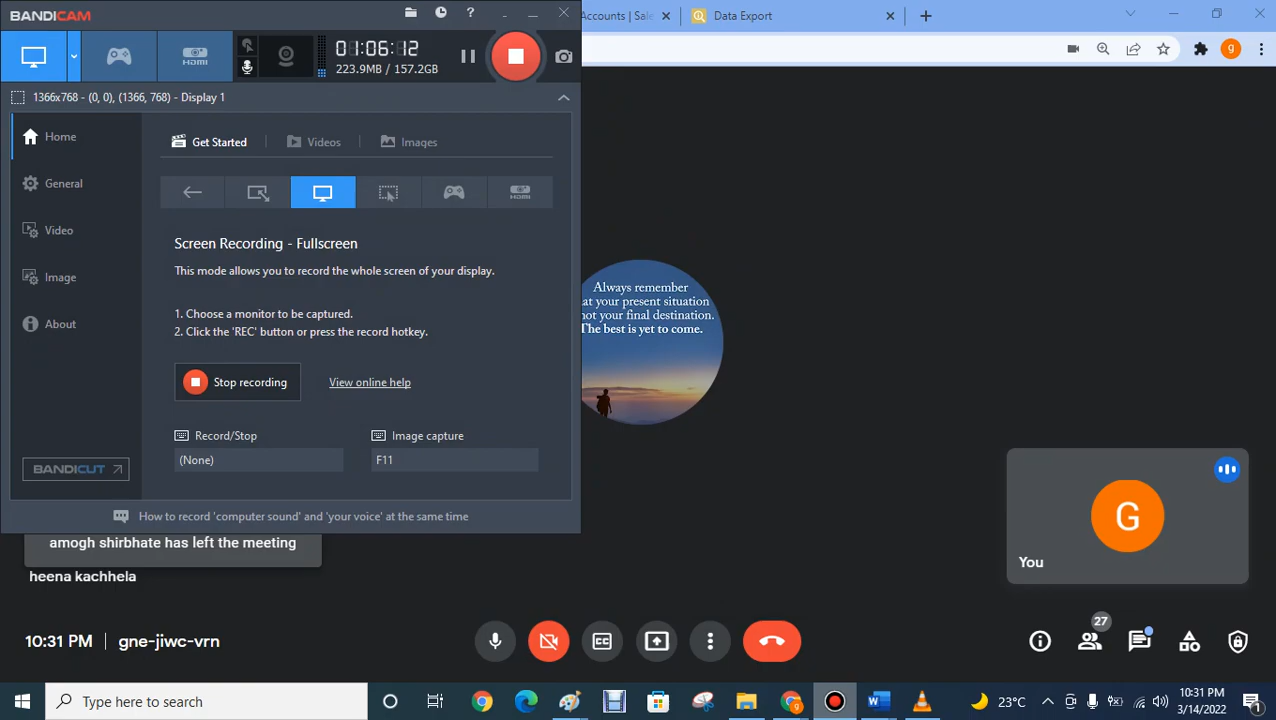 BANDICAM
?
1:06:12
223.9MB / 157.2GB
HDMI
1366x768 - (0, 0), (1366, 768) - Display 1
Home
General
Video
Image
About
BANDICUT
Get Started
Videos
Images
HDMI
Screen Recording - Fullscreen
This mode allows you to record the whole screen of your display.
1. Choose a monitor to be captured.
2. Click the 'REC' button or press the record hotkey.
Stop recording
View online help
Record/Stop
Image capture
(None)
F11
How to record 'computer sound' and 'your voice' at the same time
Accounts | Sale
Data Export
g
Always remember
at your present situation
not your final destination.
The best is yet to come.
G
You
amogh shirbhate has left the meeting
heena kachhela
10:31 PM | gne-jiwc-vrn
CC
27
Type here to search
23°C
10:31 PM
3/14/2022